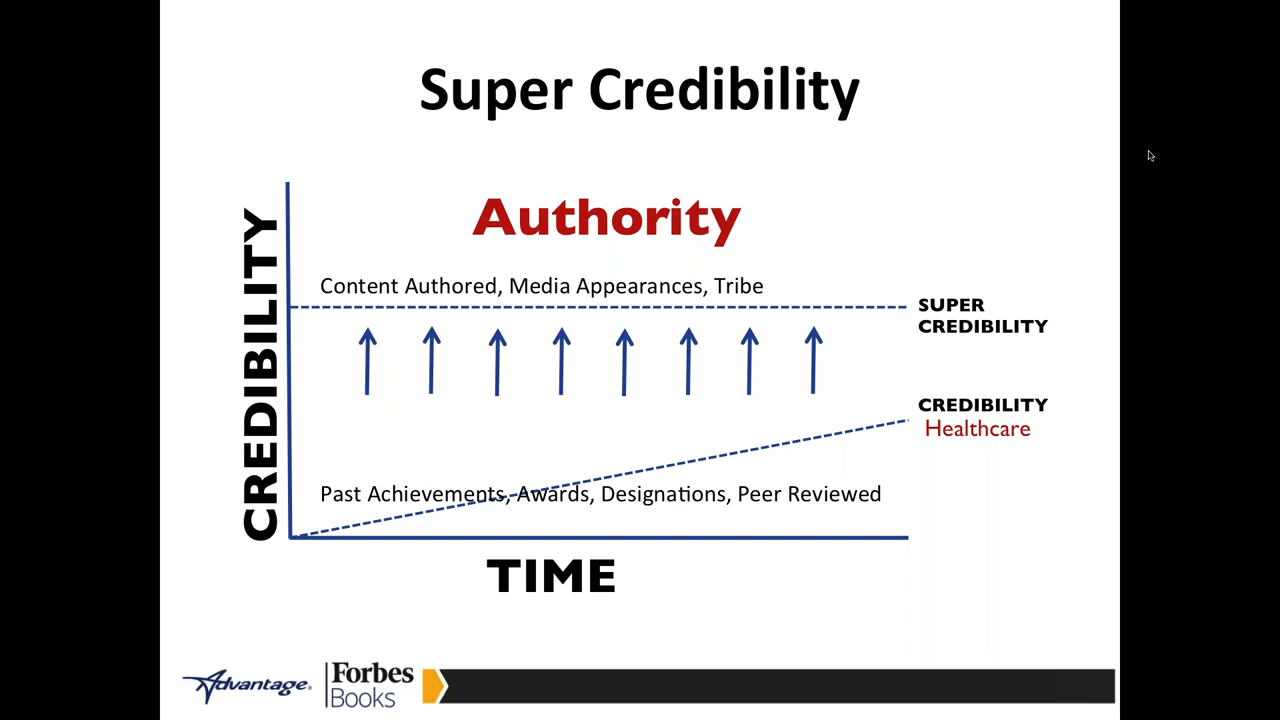 Super Credibility
CREDIBILITY
Authority
Content Authored, Media Appearances, Tribe
SUPER
CREDIBILITY
CREDIBILITY
Healthcare
Past Achievements, Awards, Designations, Peer Reviewed
TIME
Advantage.
Forbes
Books